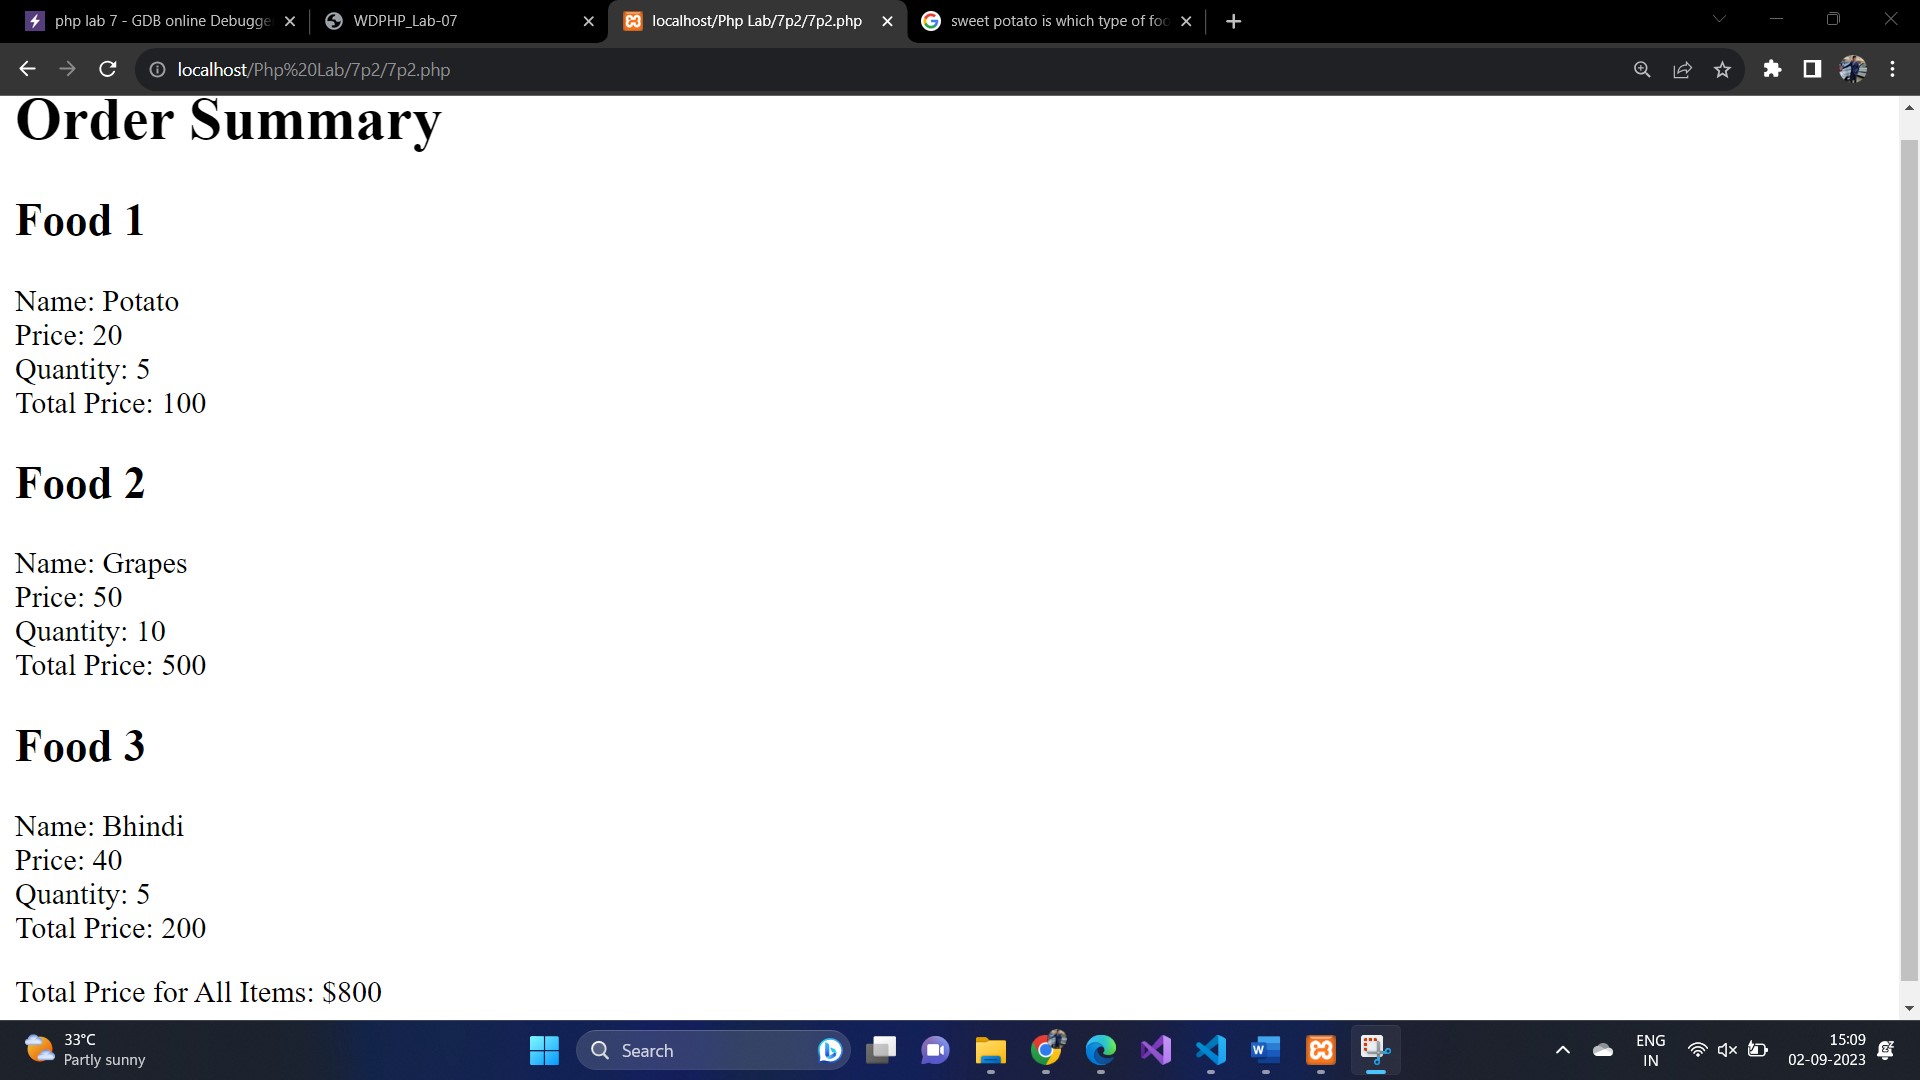 php lab 7 - GDB online Debugge
WDPHP_Lab-07
localhost/Php Lab/7p2/7p2.php
sweet potato is which type of foo
localhost/Php%20Lab/7p2/7p2.php
Order Summary
Food 1
Name: Potato
Price: 20
Quantity: 5
Total Price: 100
Food 2
Name: Grapes
Price: 50
Quantity: 10
Total Price: 500
Food 3
Name: Bhindi
Price: 40
Quantity: 5
Total Price: 200
Total Price for All Items: $800
33°C
Partly sunny
Search
ENG
IN
15:09
02-09-2023